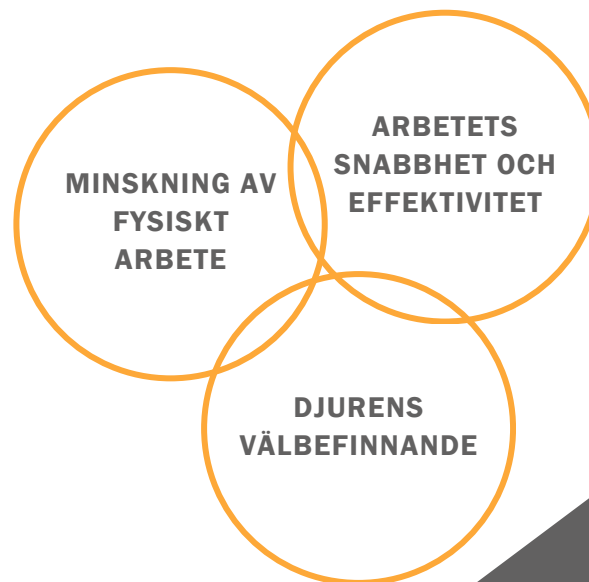 MINSKNING AV
FYSISKT
ARBETE
ARBETETS
SNABBHET OCH
EFFEKTIVITET
DJURENS
VÄLBEFINNANDE